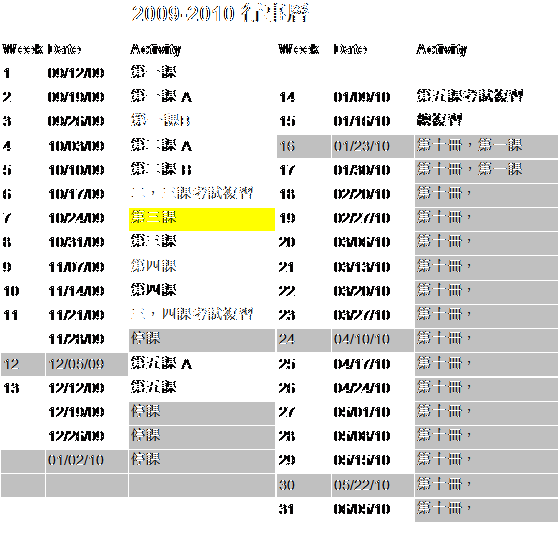 2009-2010 行事曆
Week Date Activity Week Date Activity
1 09/12/09 第一課
2 09/19/09 第一課 A 14 01/09/10 第五課考試複習
3 09/26/09 第一課B 15 01/16/10 總複習
4 10/03/09 第二課 A 16 01/23/10 第十冊，第一課
5 10/10/09 第二課 B 17 01/30/10 第十冊，第一課
6 10/17/09 二，三課考試複習 18 02/20/10 第十冊，
7 10/24/09 第三課 19 02/27/10 第十冊，
8 10/31/09 第三課 20 03/06/10 第十冊，
9 11/07/09 第四課 21 03/13/10 第十冊，
10 11/14/09 第四課 22 03/20/10 第十冊，
11 11/21/09 三，四課考試複習 23 03/27/10 第十冊，
11/28/09 停課 24 04/10/10 第十冊，
12 12/05/09 第五課 A 25 04/17/10 第十冊，
13 12/12/09 第五課 26 04/24/10 第十冊，
12/19/09 停課 27 05/01/10 第十冊，
12/26/09 停課 28 05/08/10 第十冊，
01/02/10 停課 29 05/15/10 第十冊，
30 05/22/10 第十冊，
31 06/05/10 第十冊，